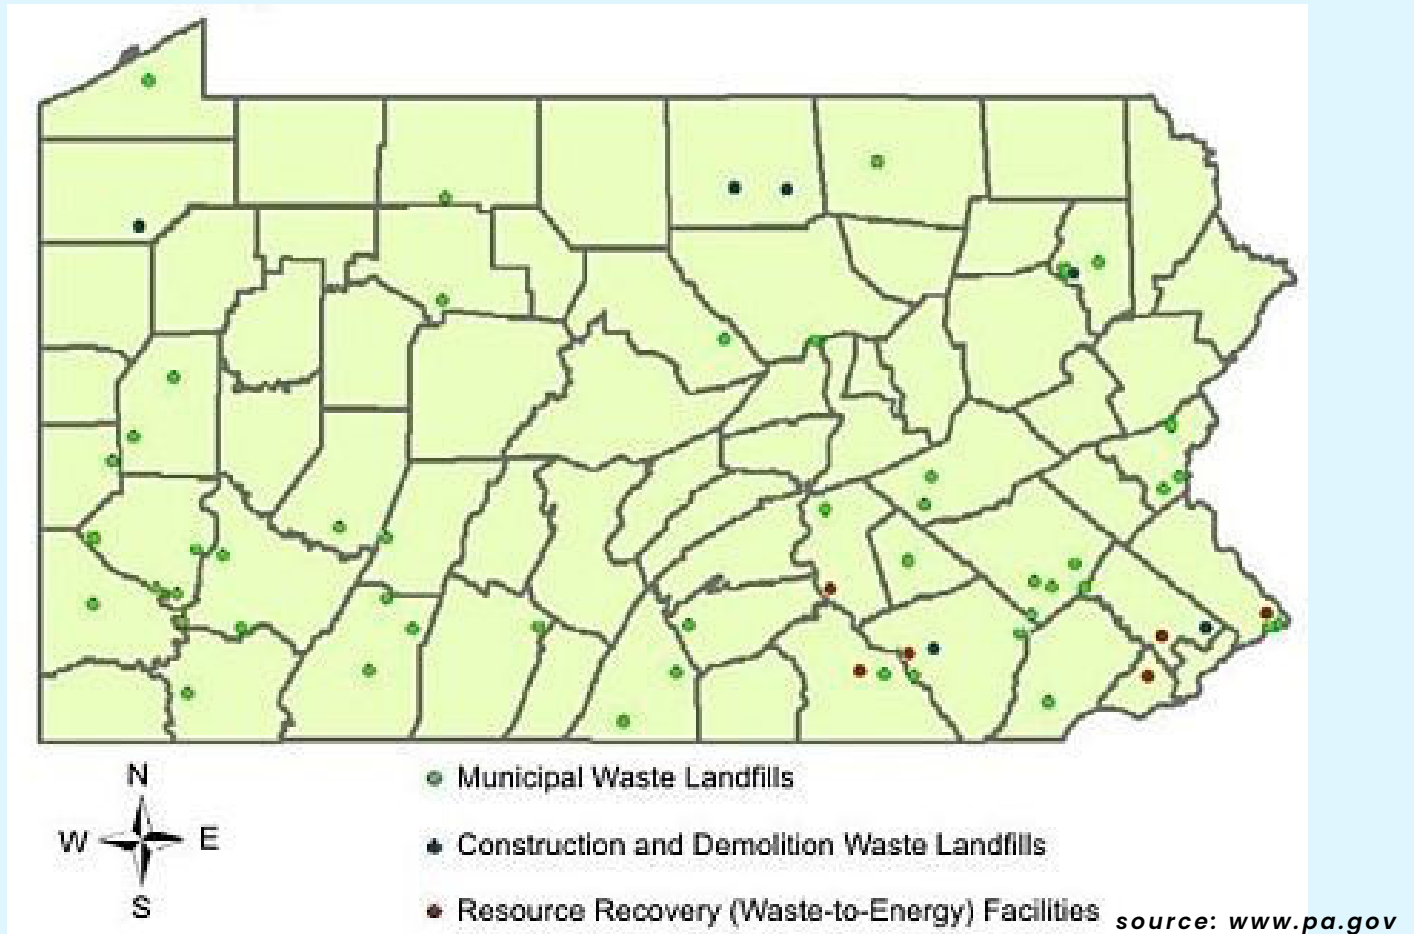 N
W E
S
Municipal Waste Landfills
Construction and Demolition Waste Landfills
Resource Recovery (Waste-to-Energy) Facilities
source: www.pa.gov